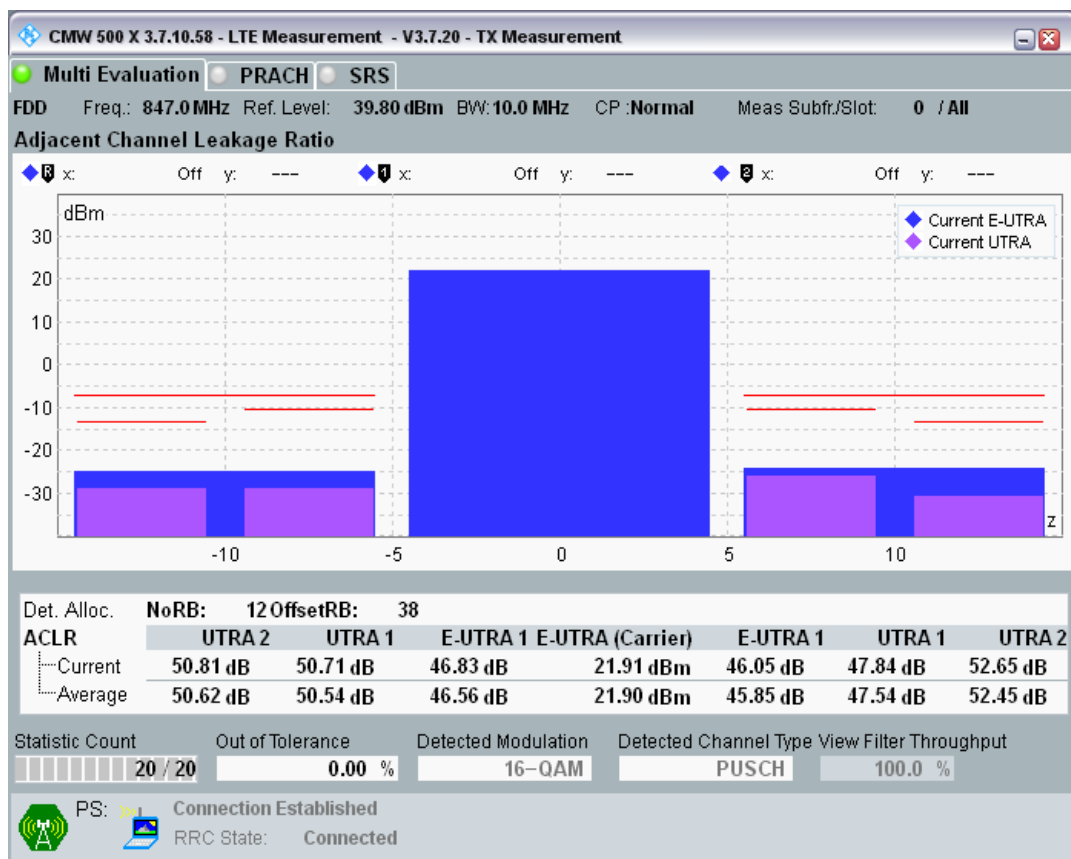 CMW 500 X 3.7.10.58 - LTE Measurement - V3.7.20 - TX Measurement
Multi Evaluation PRACH SRS
FDD Freq.: 847.0 MHz Ref. Level: 39.80 dBm BW: 10.0 MHz CP :Normal Meas Subfr./Slot: 0 / All
Adjacent Channel Leakage Ratio
R x: Off y: --- 1 x: Off y: --- 2 x: Off y: ---
dBm
Current E-UTRA
Current UTRA
30
20
10
0
-10
-20
-30
z
-10 -5 0 5 10
Det. Alloc. NoRB: 12 OffsetRB: 38
ACLR UTRA 2 UTRA 1 E-UTRA 1 E-UTRA (Carrier) E-UTRA 1 UTRA 1 UTRA 2
Current 50.81 dB 50.71 dB 46.83 dB 21.91 dBm 46.05 dB 47.84 dB 52.65 dB
Average 50.62 dB 50.54 dB 46.56 dB 21.90 dBm 45.85 dB 47.54 dB 52.45 dB
Statistic Count Out of Tolerance Detected Modulation Detected Channel Type View Filter Throughput
20 / 20 0.00 % 16-QAM PUSCH 100.0 %
PS: Connection Established
RRC State: Connected